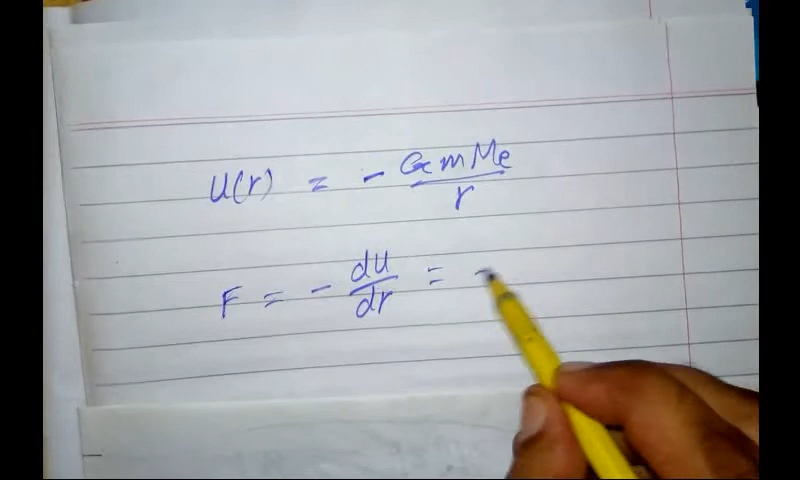 U(r) = - GmMe/r
F = - dU/dr = -